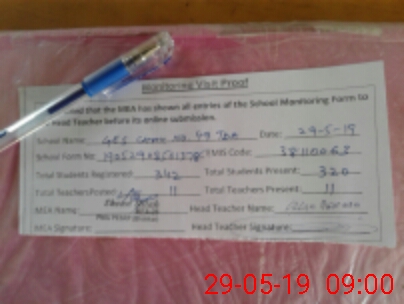 Monitoring Visit Proof
that the MEA has shown all entries of the School Monitoring Form to
Head Teacher before its online submission.
School Name: GES No. 49 Date: 29-5-19
School Form No: EMIS Code: 38110063
Total Students Registered: 342 Total Students Present: 320
Total Teachers Posted: 11 Total Teachers Present: 11
MEA Name: Head Teacher Name:
MEA Signature: Head Teacher Signature:
29-05-19 09:00